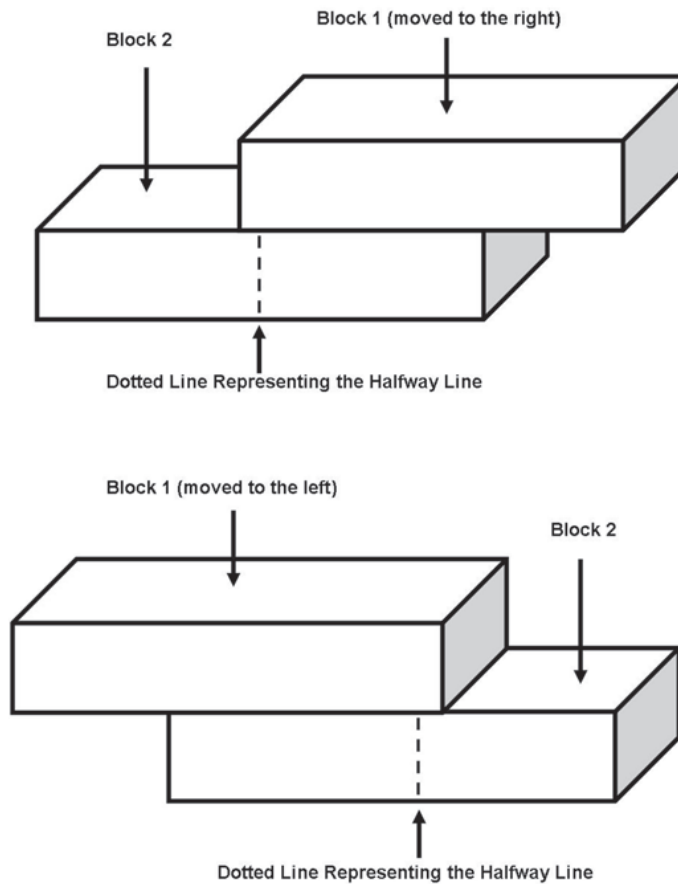 Block 1 (moved to the right)
Block 2
Dotted Line Representing the Halfway Line
Block 1 (moved to the left)
Block 2
Dotted Line Representing the Halfway Line